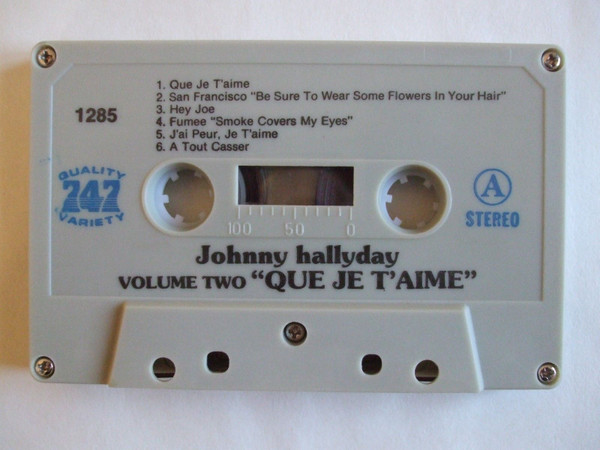 1. Que Je T'aime
2. San Francisco "Be Sure To Wear Some Flowers In Your Hair"
3. Hey Joe
4. Fumee "Smoke Covers My Eyes"
5. J'ai Peur, Je T'aime
6. A Tout Casser
1285
QUALITY
747
VARIETY
A
STEREO
100 50 0
Johnny hallyday
VOLUME TWO "QUE JE T'AIME"